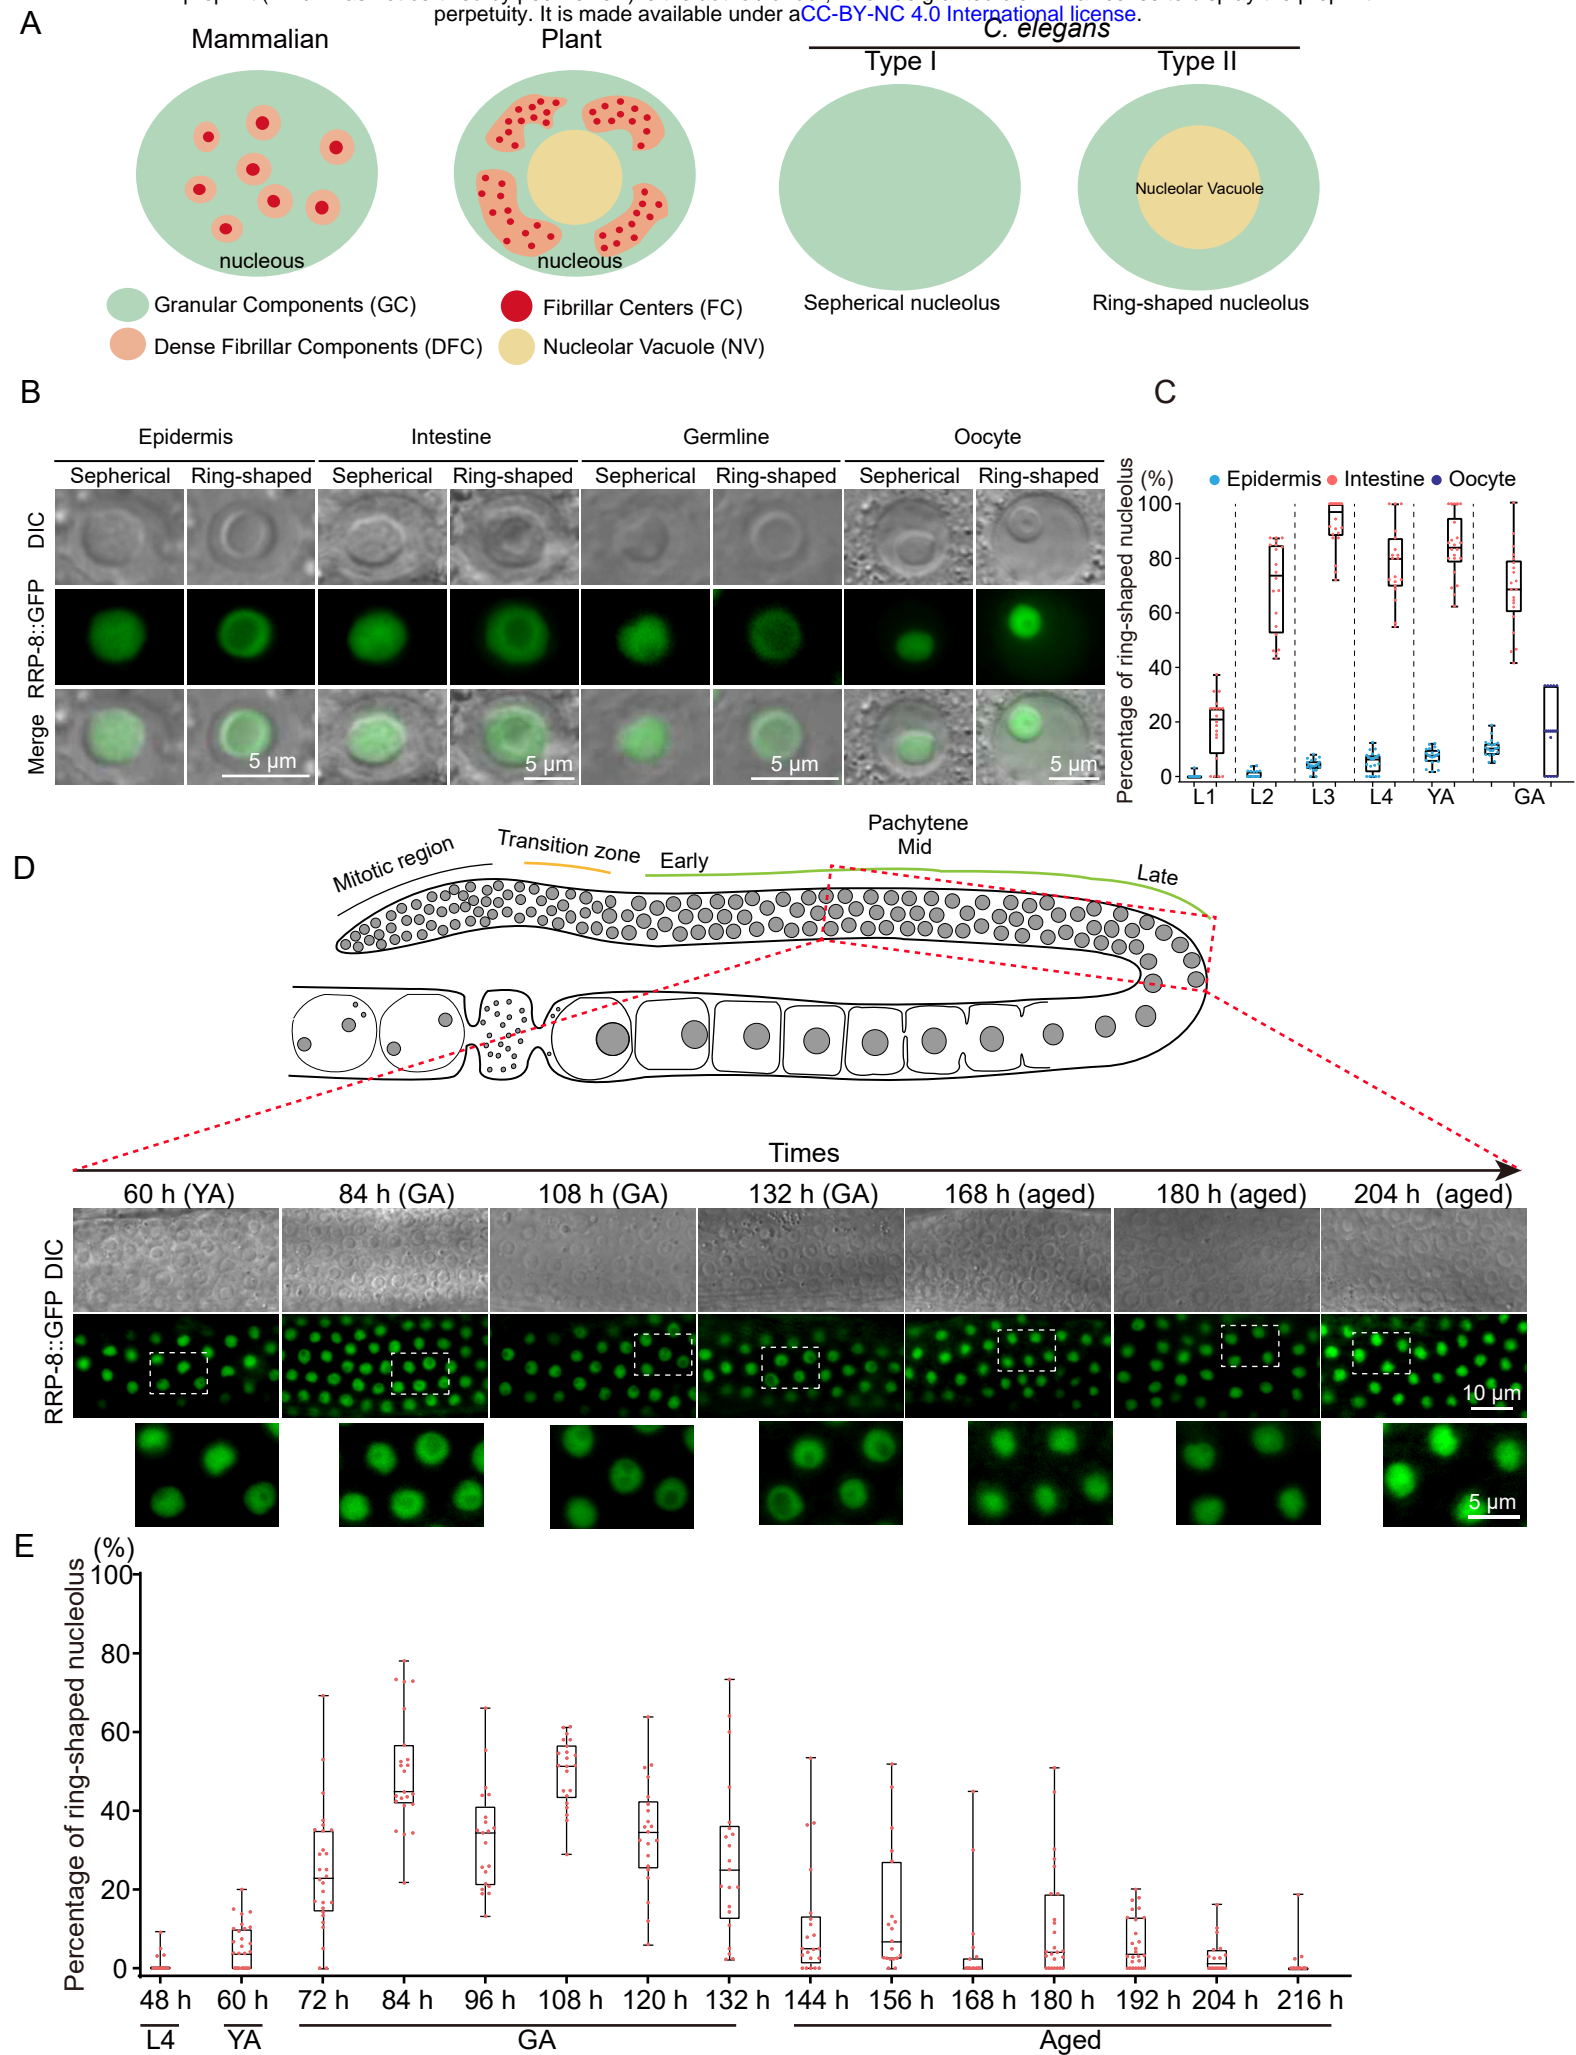 perpetuity. It is made available under aCC-BY-NC 4.0 International license.
A
Mammalian
Plant
C. elegans
Type I
Type II
Nucleolar Vacuole
nucleous
nucleous
Sepherical nucleolus
Ring-shaped nucleolus
Granular Components (GC)
Fibrillar Centers (FC)
Dense Fibrillar Components (DFC)
Nucleolar Vacuole (NV)
B
Epidermis
Intestine
Germline
Oocyte
Sepherical
Ring-shaped
Sepherical
Ring-shaped
Sepherical
Ring-shaped
Sepherical
Ring-shaped
DIC
RRP-8::GFP
Merge
5 µm
5 µm
5 µm
5 µm
C
Percentage of ring-shaped nucleolus
(%)
Epidermis
Intestine
Oocyte
100
80
60
40
20
0
L1
L2
L3
L4
YA
GA
D
Mitotic region
Transition zone
Early
Pachytene
Mid
Late
Times
60 h (YA)
84 h (GA)
108 h (GA)
132 h (GA)
168 h (aged)
180 h (aged)
204 h (aged)
DIC
RRP-8::GFP
10 µm
5 µm
E
(%)
Percentage of ring-shaped nucleolus
100
80
60
40
20
0
48 h
60 h
72 h
84 h
96 h
108 h
120 h
132 h
144 h
156 h
168 h
180 h
192 h
204 h
216 h
L4
YA
GA
Aged